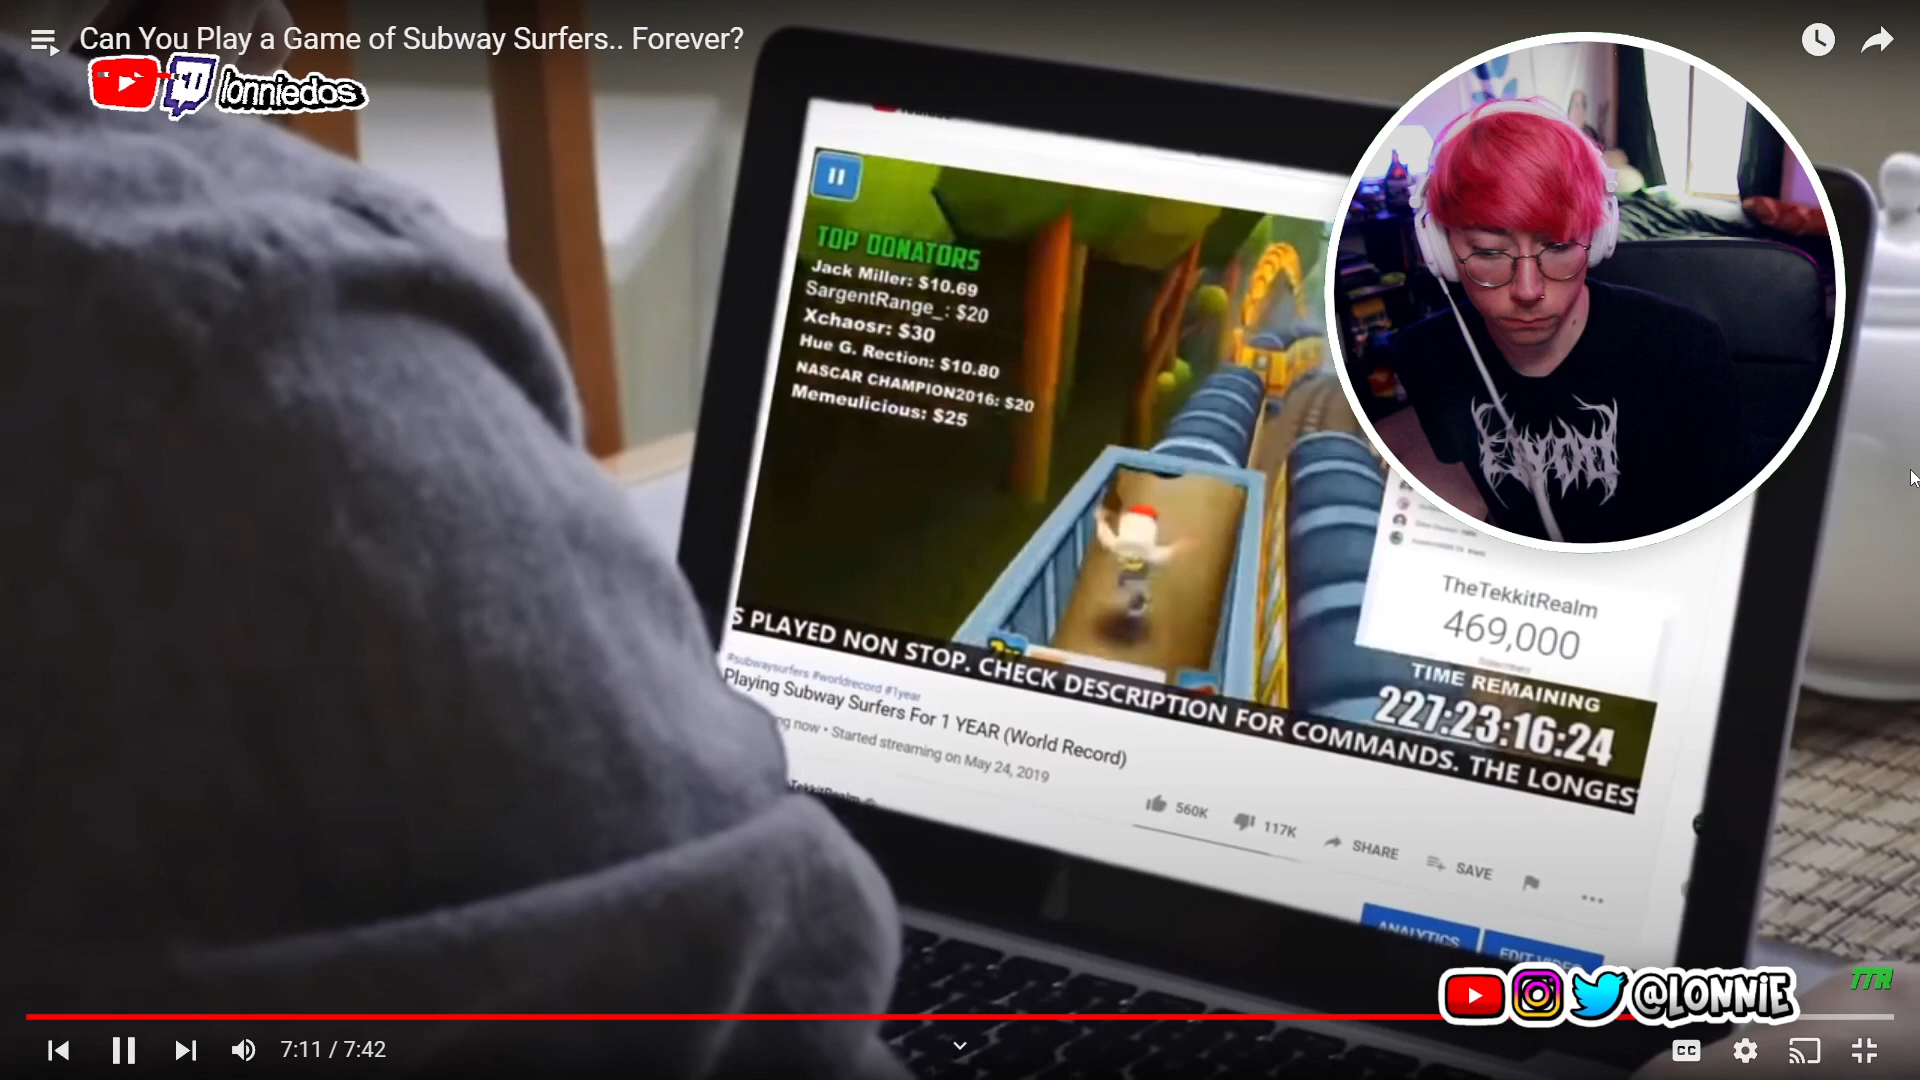 Can You Play a Game of Subway Surfers.. Forever?
lonniedos
TOP DONATORS
Jack Miller: $10.69
SargentRange_: $20
Xchaosr: $30
Hue G. Rection: $10.80
NASCAR CHAMPION2016: $20
Memeulicious: $25
TheTekkitRealm
469,000
TIME REMAINING
227:23:16:24
S PLAYED NON STOP. CHECK DESCRIPTION FOR COMMANDS. THE LONGES
#subwaysurfers #worldrecord #1year
Playing Subway Surfers For 1 YEAR (World Record)
ng now • Started streaming on May 24, 2019
560K
117K
SHARE
SAVE
ANALYTICS
EDIT VIDEO
@LONNIE
TTR
7:11 / 7:42
CC